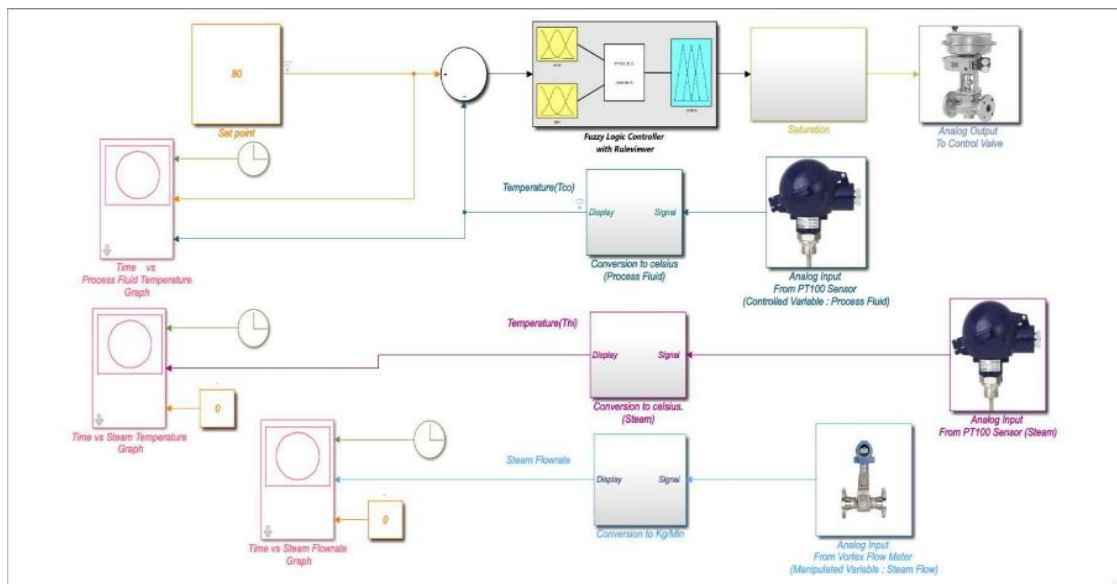 80
Set point
Fuzzy Logic Controller
with Ruleviewer
Saturation
Analog Output
To Control Valve
Temperature(Tco)
Display
Signal
Conversion to celsius
(Process Fluid)
Analog Input
From PT100 Sensor
(Controlled Variable : Process Fluid)
Time vs
Process Fluid Temperature
Graph
Temperature(Thi)
Display
Signal
Conversion to celsius.
(Steam)
Analog Input
From PT100 Sensor (Steam)
0
Time vs Steam Temperature
Graph
Steam Flowrate
Display
Signal
Conversion to Kg/Min
Analog Input
From Vortex Flow Meter
(Manipulated Variable : Steam Flow)
0
Time vs Steam Flowrate
Graph